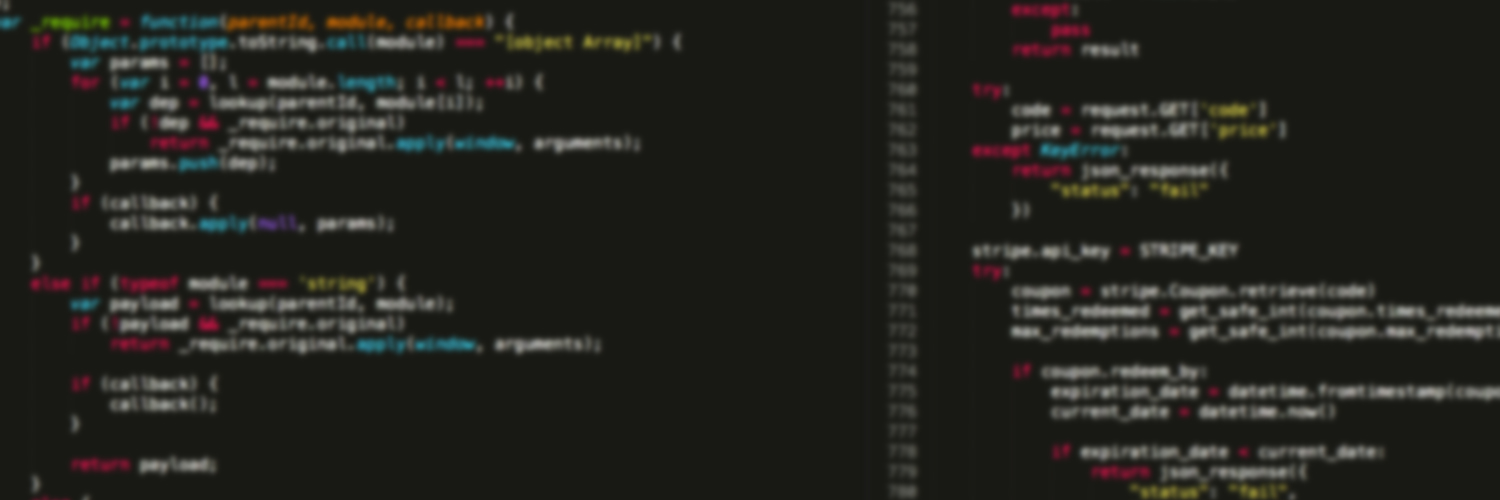 var _require = function(parentId, module, callback) {
if (Object.prototype.toString.call(module) === "[object Array]") {
var params = [];
for (var i = 0, l = module.length; i < l; ++i) {
var dep = lookup(parentId, module[i]);
if (!dep && _require.original)
return _require.original.apply(window, arguments);
params.push(dep);
}
if (callback) {
callback.apply(null, params);
}
}
else if (typeof module === 'string') {
var payload = lookup(parentId, module);
if (!payload && _require.original)
return _require.original.apply(window, arguments);
if (callback) {
callback();
}
return payload;
}
756 except:
757 pass
758 return result
759
760 try:
761 code = request.GET['code']
762 price = request.GET['price']
763 except KeyError:
764 return json_response({
765 "status": "fail"
766 })
767
768 stripe.api_key = STRIPE_KEY
769 try:
770 coupon = stripe.Coupon.retrieve(code)
771 times_redeemed = get_safe_int(coupon.times_redeeme
772 max_redemptions = get_safe_int(coupon.max_redempti
773
774 if coupon.redeem_by:
775 expiration_date = datetime.fromtimestamp(coupo
776 current_date = datetime.now()
777
778 if expiration_date < current_date:
779 return json_response({
780 "status": "fail",